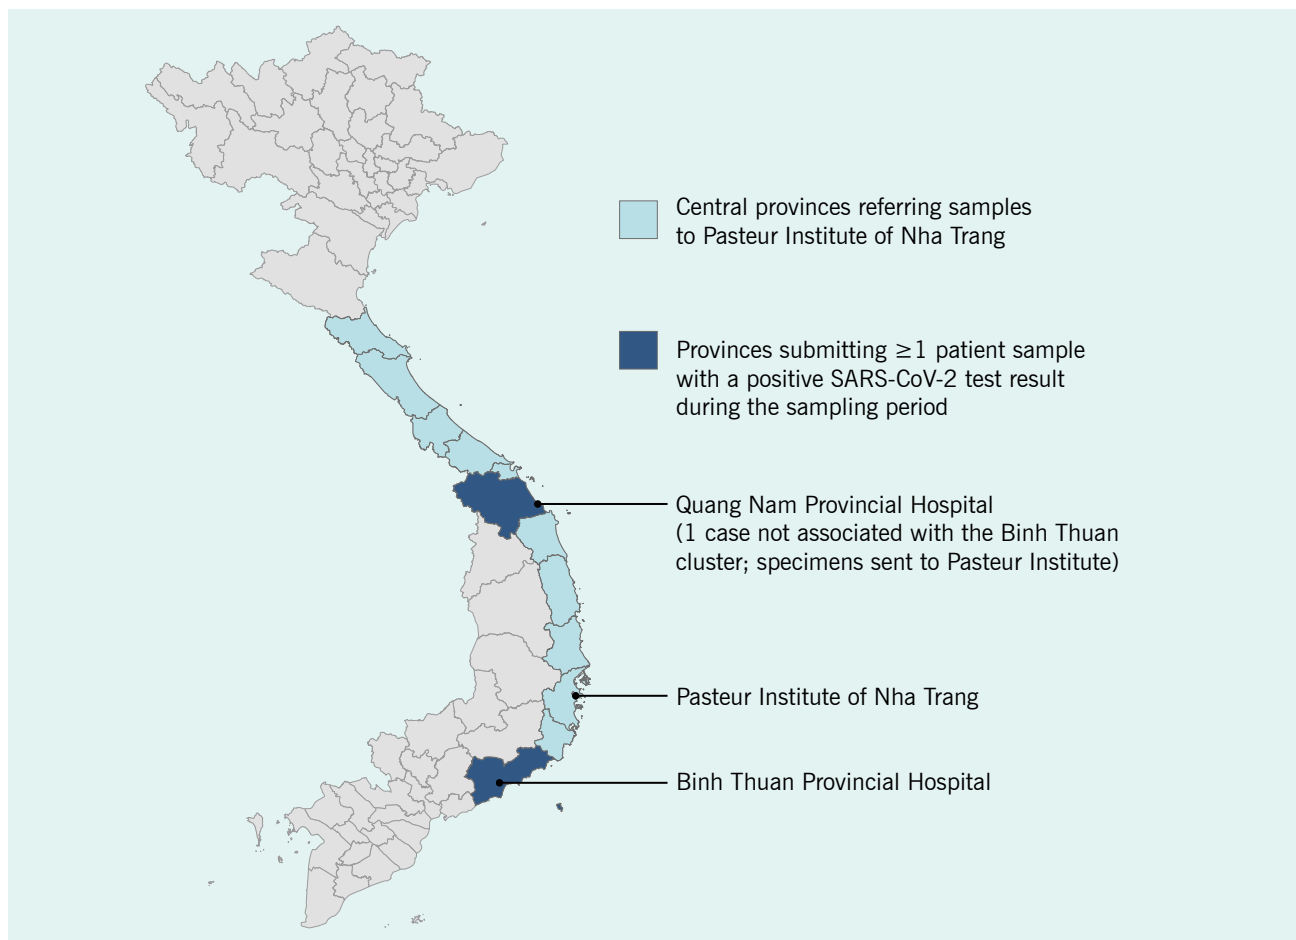 Central provinces referring samples
to Pasteur Institute of Nha Trang
Provinces submitting ≥1 patient sample
with a positive SARS-CoV-2 test result
during the sampling period
Quang Nam Provincial Hospital
(1 case not associated with the Binh Thuan
cluster; specimens sent to Pasteur Institute)
Pasteur Institute of Nha Trang
Binh Thuan Provincial Hospital